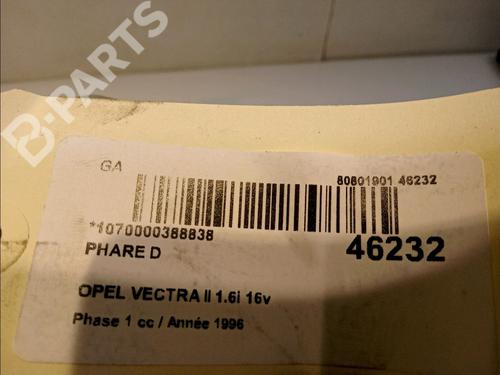 B-PARTS
GA
80801901 46232
*1070000388838
46232
PHARE D
OPEL VECTRA II 1.6i 16v
Phase 1 cc / Année 1996